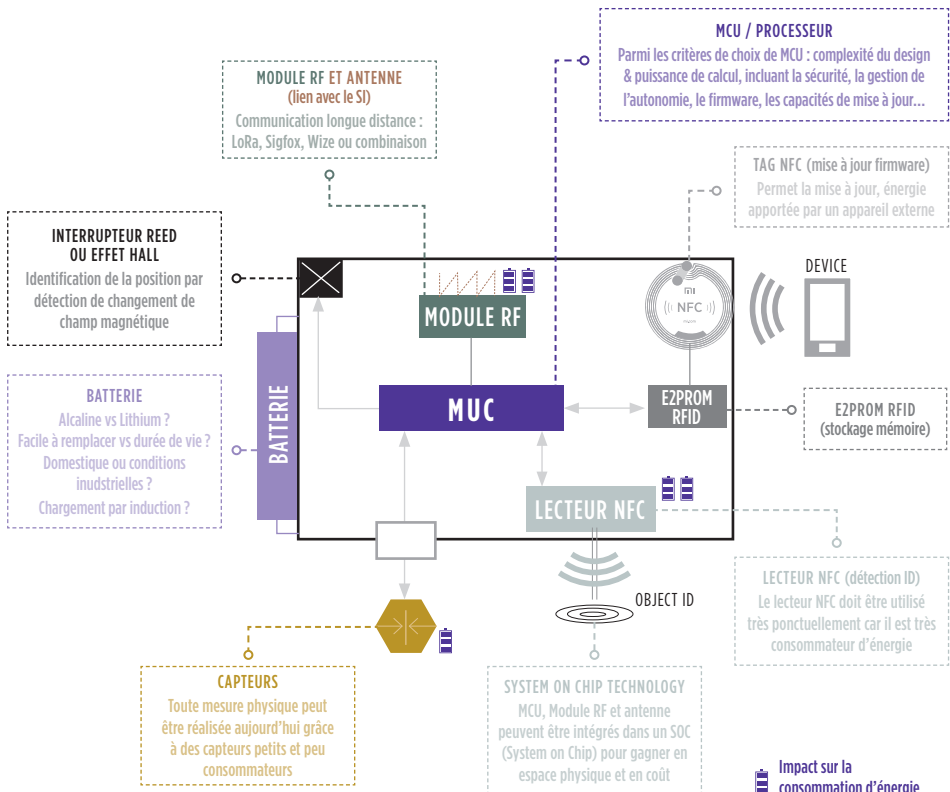 MCU / PROCESSEUR
Parmi les critères de choix de MCU : complexité du design
& puissance de calcul, incluant la sécurité, la gestion de
l'autonomie, le firmware, les capacités de mise à jour...
MODULE RF ET ANTENNE
(lien avec le SI)
Communication longue distance :
LoRa, Sigfox, Wize ou combinaison
TAG NFC (mise à jour firmware)
Permet la mise à jour, énergie
apportée par un appareil externe
INTERRUPTEUR REED
OU EFFET HALL
Identification de la position par
détection de changement de
champ magnétique
DEVICE
NFC
MODULE RF
BATTERIE
Alcaline vs Lithium ?
Facile à remplacer vs durée de vie ?
Domestique ou conditions
inudstrielles ?
Chargement par induction ?
BATTERIE
MUC
E2PROM
RFID
E2PROM RFID
(stockage mémoire)
LECTEUR NFC
LECTEUR NFC (détection ID)
Le lecteur NFC doit être utilisé
très ponctuellement car il est très
consommateur d'énergie
OBJECT ID
CAPTEURS
Toute mesure physique peut
être réalisée aujourd'hui grâce
à des capteurs petits et peu
consommateurs
SYSTEM ON CHIP TECHNOLOGY
MCU, Module RF et antenne
peuvent être intégrés dans un SOC
(System on Chip) pour gagner en
espace physique et en coût
Impact sur la
consommation d'énergie